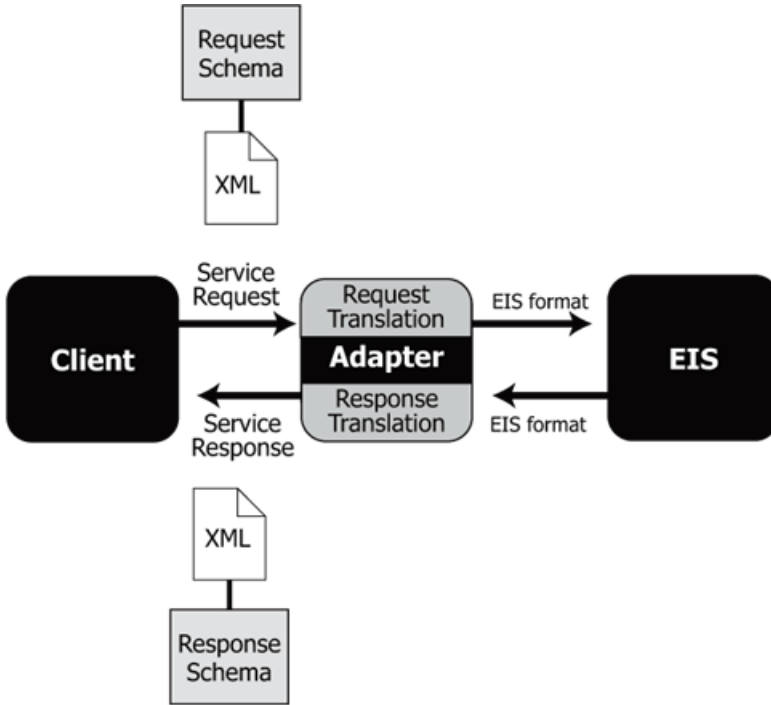 Request
Schema
XML
Service
Request
Request
Translation
EIS format
Client
Adapter
EIS
Service
Response
Response
Translation
EIS format
XML
Response
Schema